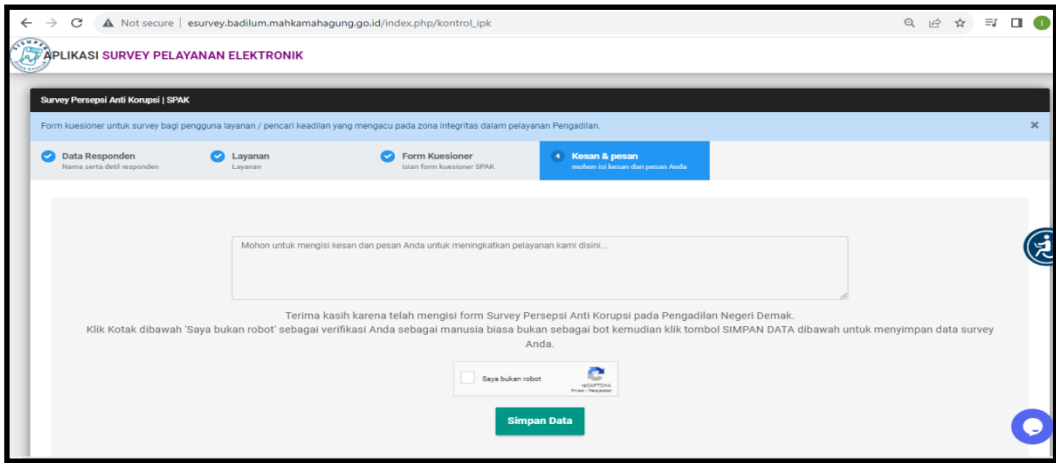 Not secure | esurvey.badilum.mahkamahagung.go.id/index.php/kontrol_ipk
APLIKASI SURVEY PELAYANAN ELEKTRONIK
Survey Persepsi Anti Korupsi | SPAK
Form kuesioner untuk survey bagi pengguna layanan / pencari keadilan yang mengacu pada zona integritas dalam pelayanan Pengadilan.
Data Responden
Nama serta detil responden
Layanan
Layanan
Form Kuesioner
isian form kuesioner SPAK
4 Kesan & pesan
mohon isi kesan dan pesan Anda
Mohon untuk mengisi kesan dan pesan Anda untuk meningkatkan pelayanan kami disini...
Terima kasih karena telah mengisi form Survey Persepsi Anti Korupsi pada Pengadilan Negeri Demak.
Klik Kotak dibawah 'Saya bukan robot' sebagai verifikasi Anda sebagai manusia biasa bukan sebagai bot kemudian klik tombol SIMPAN DATA dibawah untuk menyimpan data survey
Anda.
Saya bukan robot
reCAPTCHA
Simpan Data